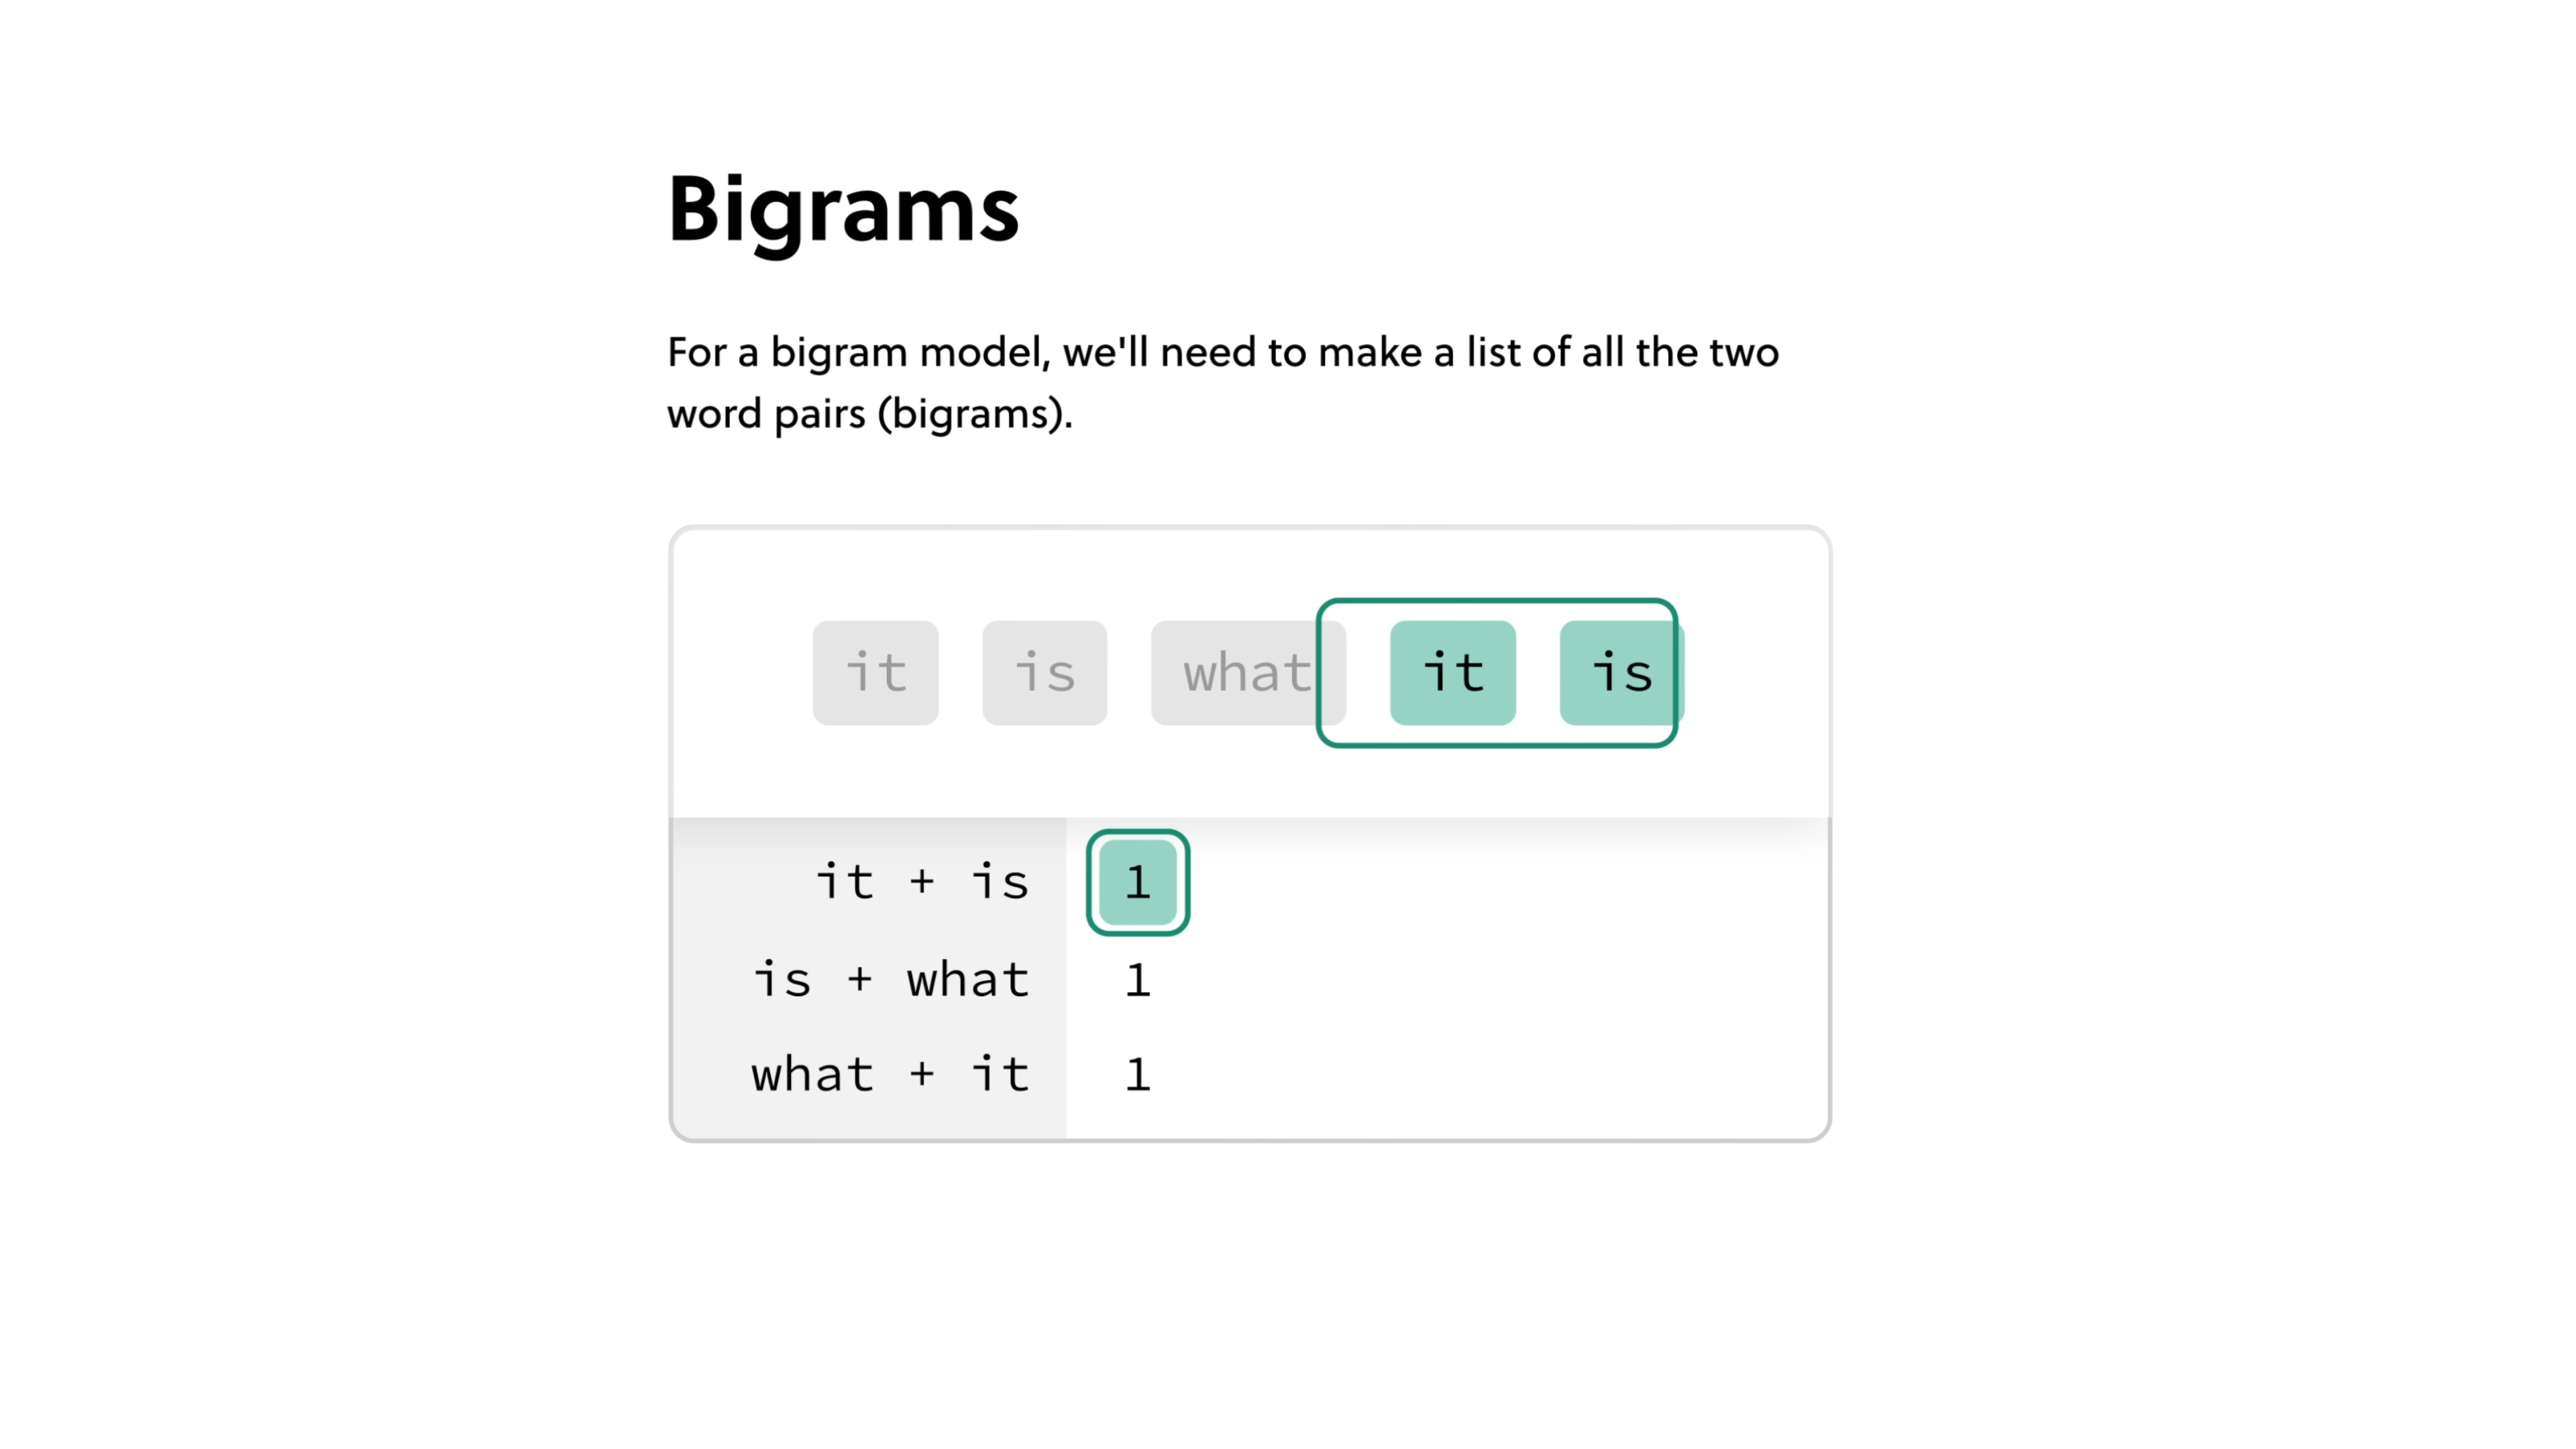 Bigrams
For a bigram model, we'll need to make a list of all the two
word pairs (bigrams).
it is what it is
it + is 1
is + what 1
what + it 1